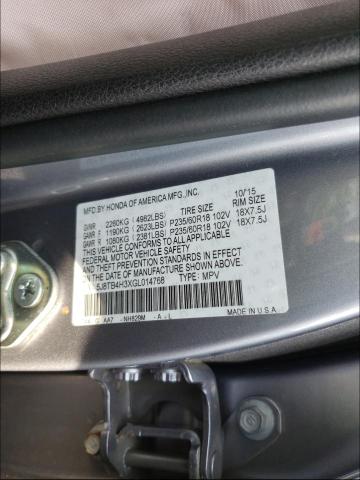 MFD.BY HONDA OF AMERICA MFG.,INC. 10/15
GVWR 2260KG ( 4982LBS) TIRE SIZE RIM SIZE
GAWR F 1190KG ( 2623LBS) P235/60R18 102V 18X7.5J
GAWR R 1080KG ( 2381LBS) P235/60R18 102V 18X7.5J
THIS VEHICLE CONFORMS TO ALL APPLICABLE
FEDERAL MOTOR VEHICLE SAFETY, BUMPER,
AND THEFT PREVENTION STANDARDS IN EFFECT
ON THE DATE OF MANUFACTURE SHOWN ABOVE.
5J8TB4H3XGL014768 TYPE: MPV
AA7 -NH829M -A -L
MADE IN U.S.A